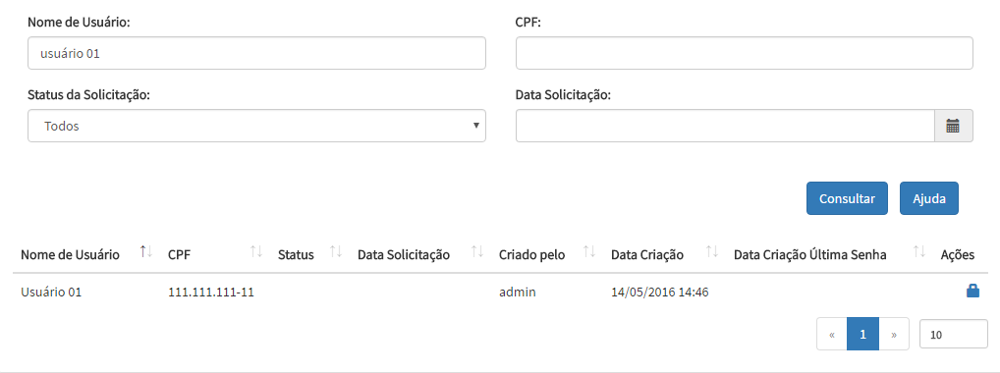 Nome de Usuário: CPF:
usuário 01
Status da Solicitação: Data Solicitação:
Todos
Consultar Ajuda
Nome de Usuário CPF Status Data Solicitação Criado pelo Data Criação Data Criação Última Senha Ações
Usuário 01 111.111.111-11 admin 14/05/2016 14:46
« 1 » 10